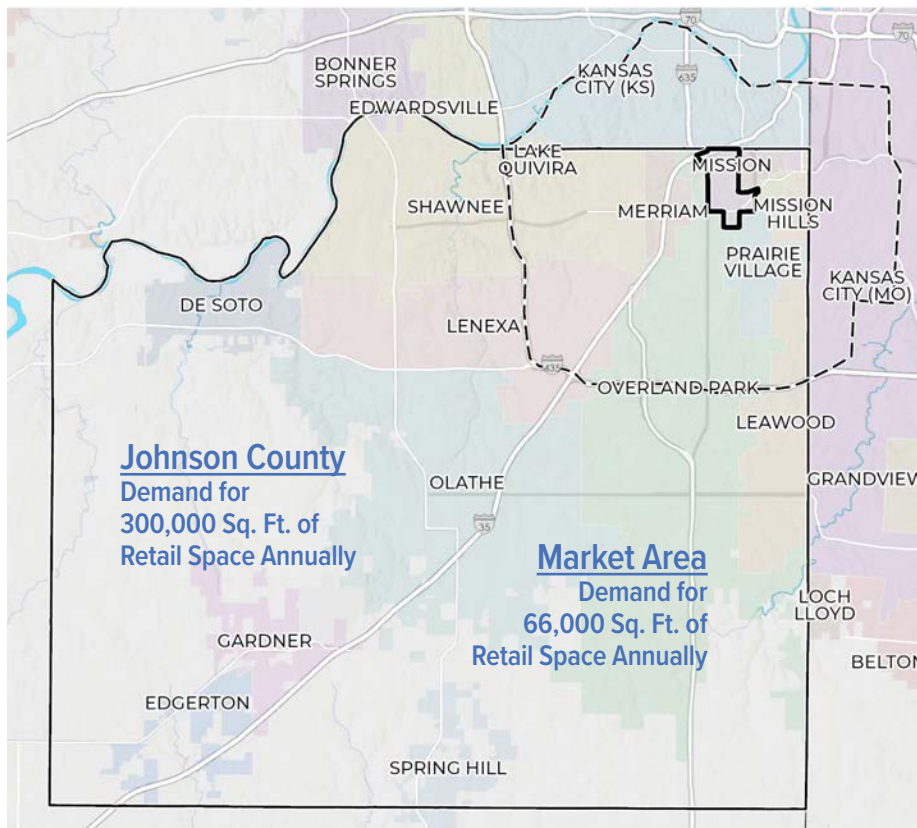 70
70
BONNER
SPRINGS
KANSAS
CITY (KS)
635
EDWARDSVILLE
LAKE
QUIVIRA
MISSION
SHAWNEE
MERRIAM
MISSION
HILLS
PRAIRIE
VILLAGE
KANSAS
CITY (MO)
DE SOTO
LENEXA
435
OVERLAND PARK
LEAWOOD
Johnson County
Demand for
300,000 Sq. Ft. of
Retail Space Annually
OLATHE
GRANDVIEW
35
Market Area
Demand for
66,000 Sq. Ft. of
Retail Space Annually
LOCH
LLOYD
GARDNER
BELTON
EDGERTON
SPRING HILL